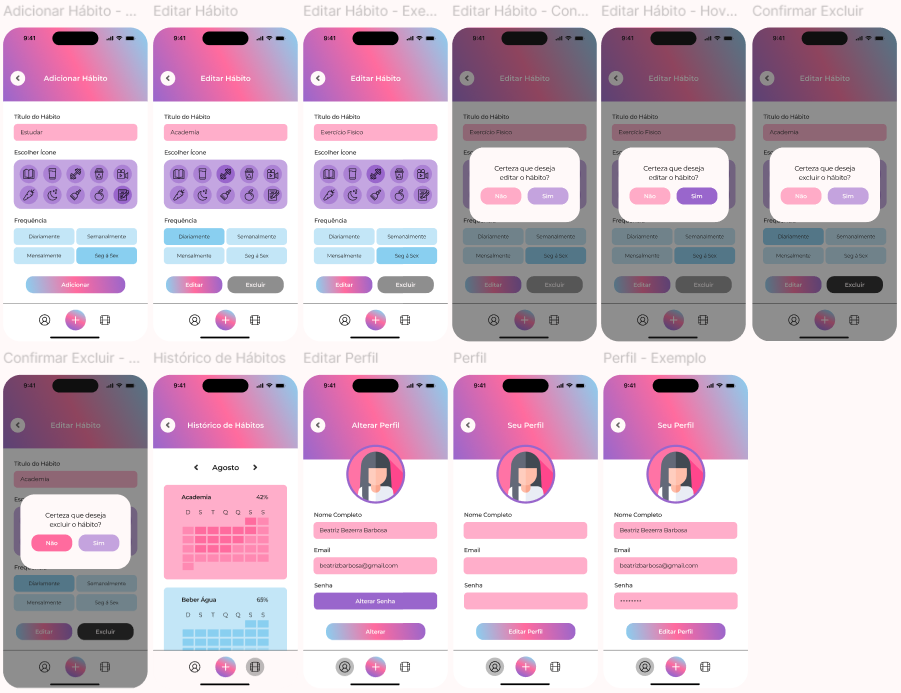 Adicionar Hábito - ...
9:41
Adicionar Hábito
Título do Hábito
Estudar
Escolher Ícone
Frequência
Diariamente
Semanalmente
Mensalmente
Seg à Sex
Adicionar
Editar Hábito
9:41
Editar Hábito
Título do Hábito
Academia
Escolher Ícone
Frequência
Diariamente
Semanalmente
Mensalmente
Seg à Sex
Editar
Excluir
Editar Hábito - Exe...
9:41
Editar Hábito
Título do Hábito
Exercício Físico
Escolher Ícone
Frequência
Diariamente
Semanalmente
Mensalmente
Seg à Sex
Editar
Excluir
Editar Hábito - Con...
9:41
Editar Hábito
Título do Hábito
Exercício Físico
Certeza que deseja
editar o hábito?
Não
Sim
Diariamente
Semanalmente
Mensalmente
Seg à Sex
Editar
Excluir
Editar Hábito - Hov...
9:41
Editar Hábito
Título do Hábito
Exercício Físico
Certeza que deseja
editar o hábito?
Não
Sim
Diariamente
Semanalmente
Mensalmente
Seg à Sex
Editar
Excluir
Confirmar Excluir
9:41
Editar Hábito
Título do Hábito
Academia
Certeza que deseja
excluir o hábito?
Não
Sim
Diariamente
Semanalmente
Mensalmente
Seg à Sex
Editar
Excluir
Confirmar Excluir - ...
9:41
Editar Hábito
Título do Hábito
Academia
Certeza que deseja
excluir o hábito?
Não
Sim
Diariamente
Semanalmente
Mensalmente
Seg à Sex
Editar
Excluir
Histórico de Hábitos
9:41
Histórico de Hábitos
Agosto
Academia 42%
D S T Q Q S S
Beber Água 65%
D S T Q Q S S
Editar Perfil
9:41
Alterar Perfil
Nome Completo
Beatriz Bezerra Barbosa
Email
beatrizbarbosa@gmail.com
Senha
Alterar Senha
Alterar
Perfil
9:41
Seu Perfil
Nome Completo
Email
Senha
Editar Perfil
Perfil - Exemplo
9:41
Seu Perfil
Nome Completo
Beatriz Bezerra Barbosa
Email
beatrizbarbosa@gmail.com
Senha
********
Editar Perfil